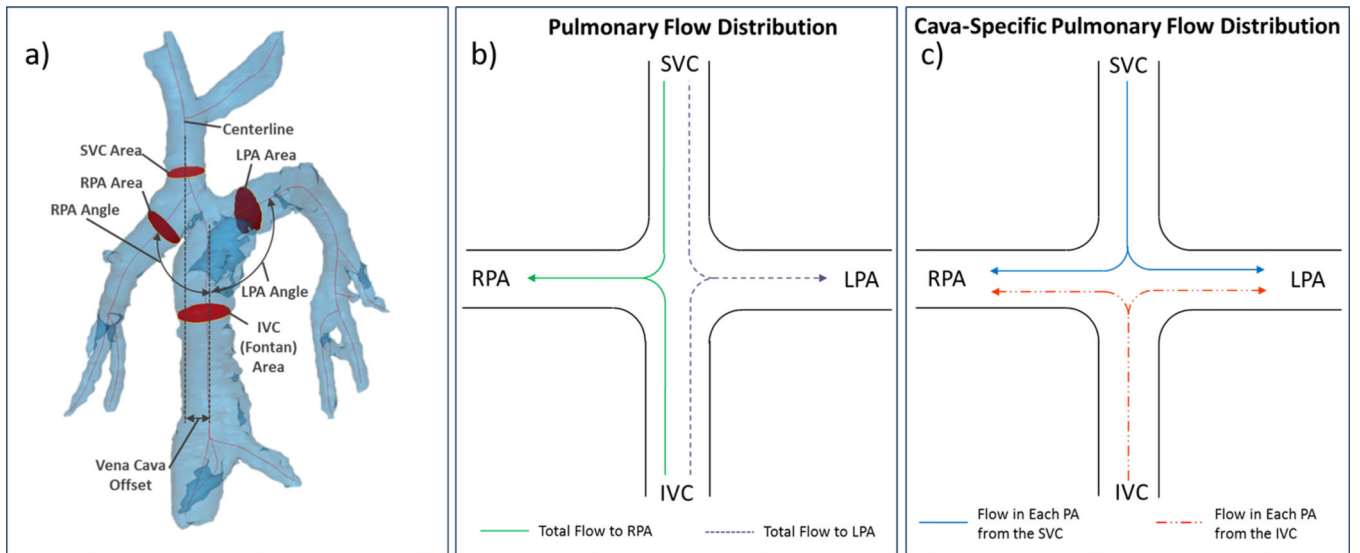 a)
Centerline
SVC Area
LPA Area
RPA Area
RPA Angle
LPA Angle
IVC
(Fontan)
Area
Vena Cava
Offset
Pulmonary Flow Distribution
b)
SVC
RPA
LPA
IVC
Total Flow to RPA
Total Flow to LPA
Cava-Specific Pulmonary Flow Distribution
c)
SVC
RPA
LPA
IVC
Flow in Each PA
from the SVC
Flow in Each PA
from the IVC